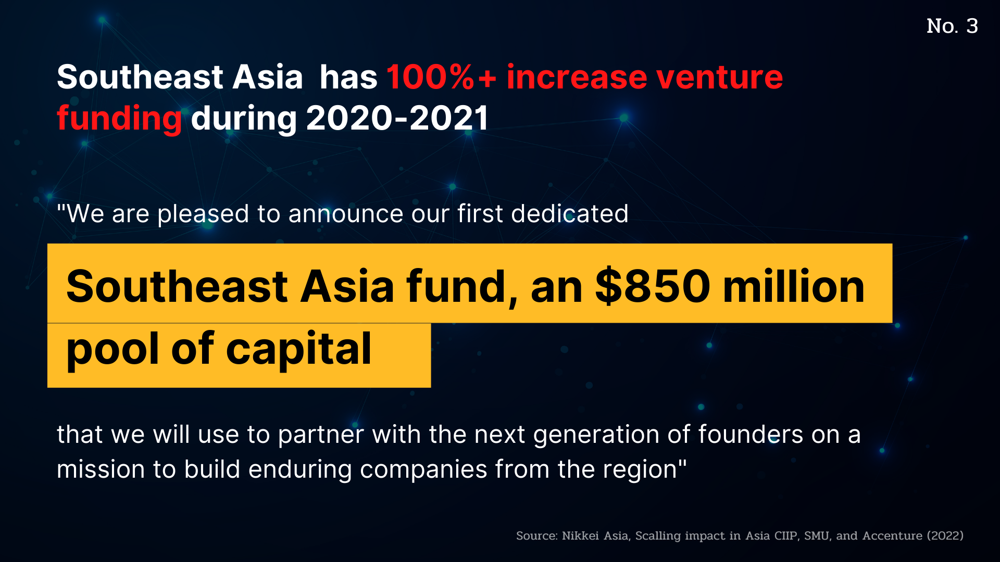 No. 3
Southeast Asia has 100%+ increase venture
funding during 2020-2021
"We are pleased to announce our first dedicated
Southeast Asia fund, an $850 million
pool of capital
that we will use to partner with the next generation of founders on a
mission to build enduring companies from the region"
Source: Nikkei Asia, Scalling impact in Asia CIIP, SMU, and Accenture (2022)